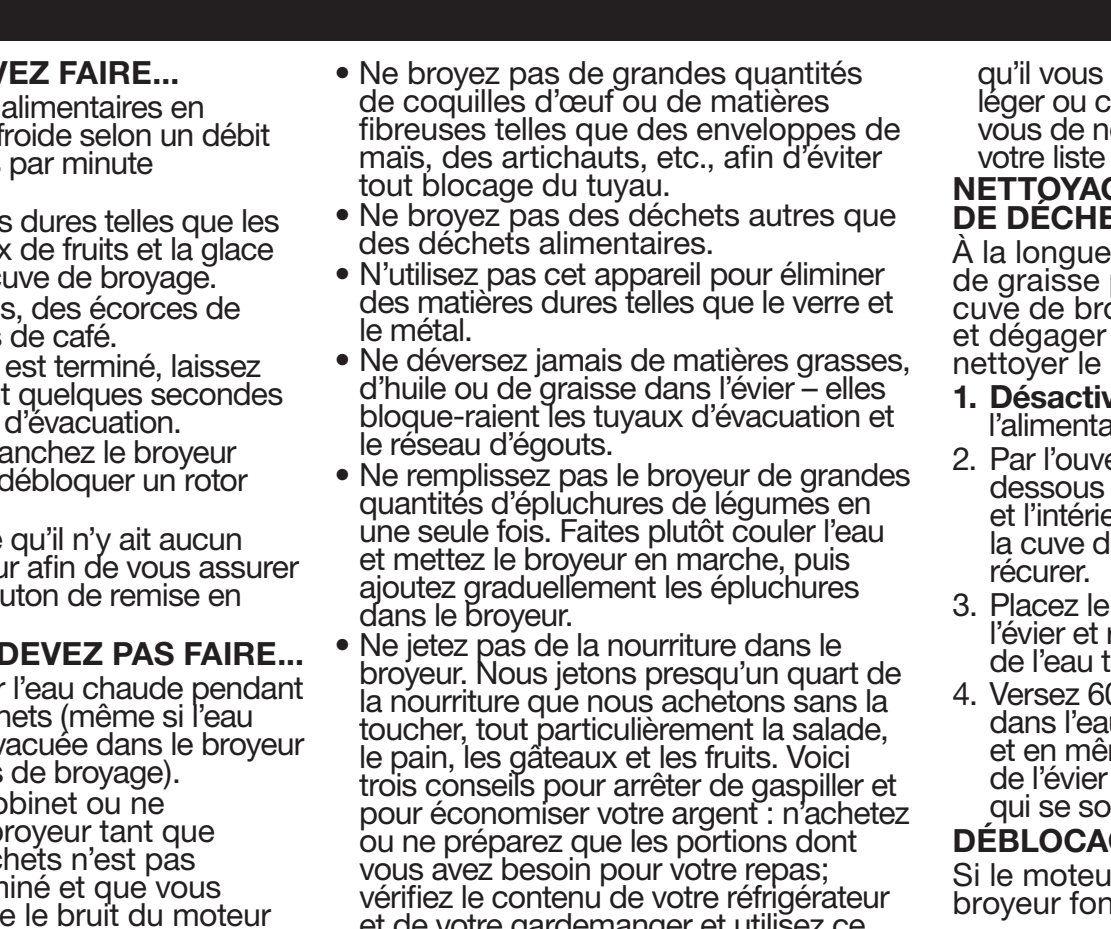 VEZ FAIRE...
alimentaires en
froide selon un débit
par minute
s dures telles que les
x de fruits et la glace
cuve de broyage.
s, des écorces de
s de café.
est terminé, laissez
t quelques secondes
d'évacuation.
anchez le broyeur
débloquer un rotor
e qu'il n'y ait aucun
ur afin de vous assurer
uton de remise en
DEVEZ PAS FAIRE...
r l'eau chaude pendant
hets (même si l'eau
vacuée dans le broyeur
s de broyage).
obinet ou ne
broyeur tant que
chets n'est pas
miné et que vous
e le bruit du moteur
• Ne broyez pas de grandes quantités
de coquilles d'œuf ou de matières
fibreuses telles que des enveloppes de
maïs, des artichauts, etc., afin d'éviter
tout blocage du tuyau.
• Ne broyez pas des déchets autres que
des déchets alimentaires.
• N'utilisez pas cet appareil pour éliminer
des matières dures telles que le verre et
le métal.
• Ne déversez jamais de matières grasses,
d'huile ou de graisse dans l'évier – elles
bloque-raient les tuyaux d'évacuation et
le réseau d'égouts.
• Ne remplissez pas le broyeur de grandes
quantités d'épluchures de légumes en
une seule fois. Faites plutôt couler l'eau
et mettez le broyeur en marche, puis
ajoutez graduellement les épluchures
dans le broyeur.
• Ne jetez pas de la nourriture dans le
broyeur. Nous jetons presqu'un quart de
la nourriture que nous achetons sans la
toucher, tout particulièrement la salade,
le pain, les gâteaux et les fruits. Voici
trois conseils pour arrêter de gaspiller et
pour économiser votre argent : n'achetez
ou ne préparez que les portions dont
vous avez besoin pour votre repas;
vérifiez le contenu de votre réfrigérateur
et de votre gardemanger et utilisez ce
qu'il vous
léger ou c
vous de n
votre liste
NETTOYAG
DE DÉCHE
À la longue
de graisse p
cuve de bro
et dégager
nettoyer le
1. Désactiv
l'alimenta
2. Par l'ouve
dessous
et l'intérie
la cuve d
récurer.
3. Placez le
l'évier et r
de l'eau t
4. Versez 60
dans l'eau
et en mêm
de l'évier
qui se so
DÉBLOCAG
Si le moteu
broyeur fon